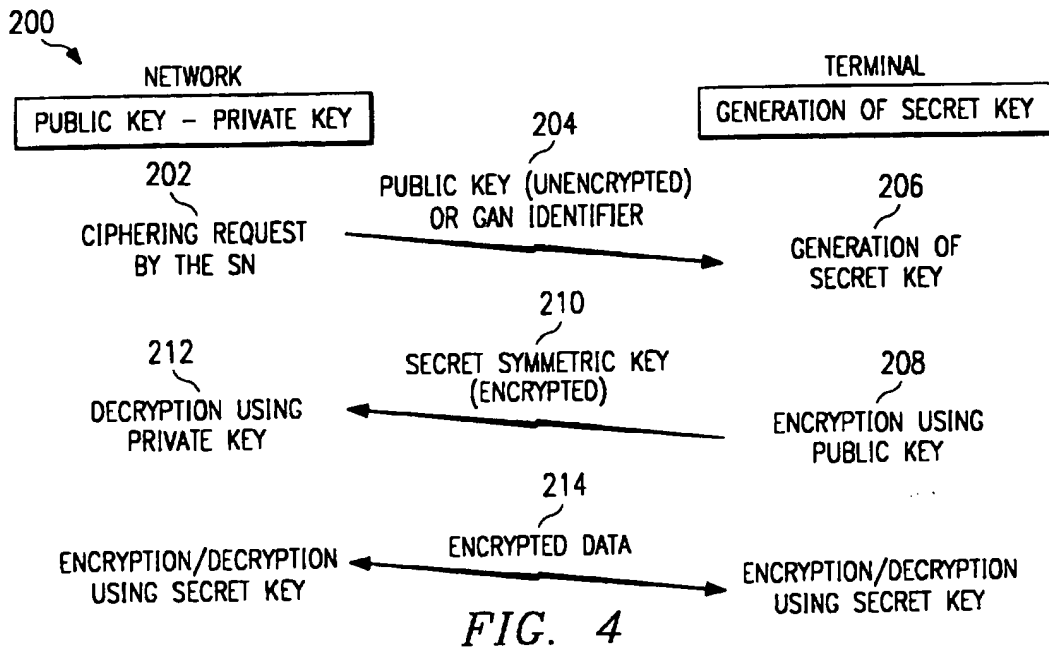 200
NETWORK
PUBLIC KEY – PRIVATE KEY
TERMINAL
GENERATION OF SECRET KEY
202
CIPHERING REQUEST
BY THE SN
204
PUBLIC KEY (UNENCRYPTED)
OR GAN IDENTIFIER
206
GENERATION OF
SECRET KEY
212
DECRYPTION USING
PRIVATE KEY
210
SECRET SYMMETRIC KEY
(ENCRYPTED)
208
ENCRYPTION USING
PUBLIC KEY
ENCRYPTION/DECRYPTION
USING SECRET KEY
214
ENCRYPTED DATA
ENCRYPTION/DECRYPTION
USING SECRET KEY
FIG. 4